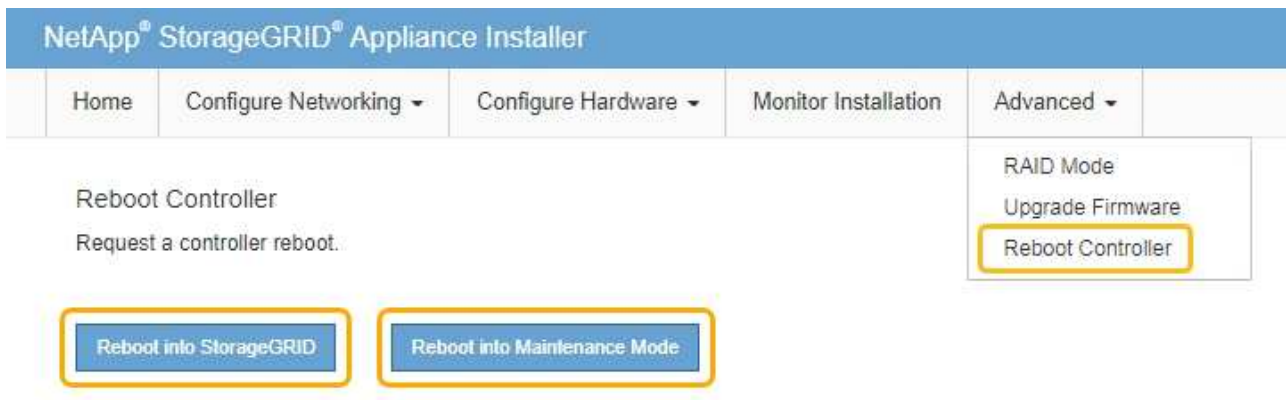 NetApp® StorageGRID® Appliance Installer
Home Configure Networking Configure Hardware Monitor Installation Advanced
RAID Mode
Upgrade Firmware
Reboot Controller
Reboot Controller
Request a controller reboot.
Reboot into StorageGRID Reboot into Maintenance Mode